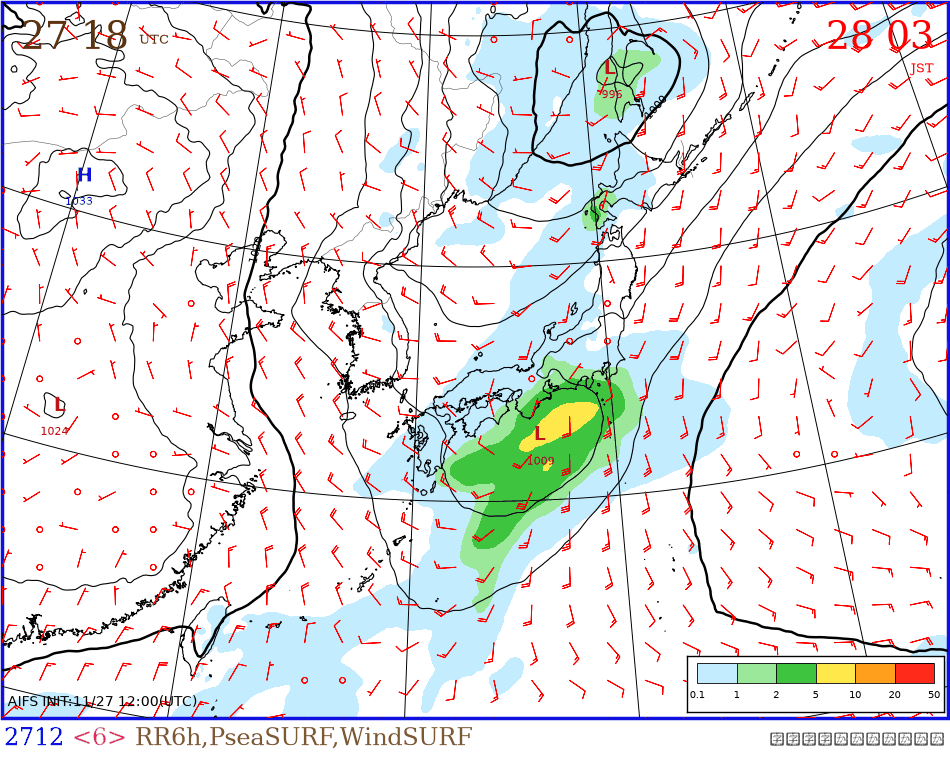 27 18 UTC
28 03 JST
L
996
1000
H
1033
L
1024
L
1009
0.1 1 2 5 10 20 50
AIFS INIT:11/27 12:00(UTC)
2712 <6> RR6h,PseaSURF,WindSURF